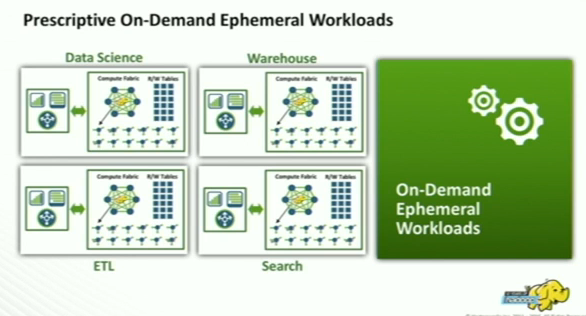 Prescriptive On-Demand Ephemeral Workloads
Data Science
Warehouse
Compute Fabric R/W Tables
Compute Fabric R/W Tables
Compute Fabric R/W Tables
Compute Fabric R/W Tables
ETL
Search
On-Demand
Ephemeral
Workloads